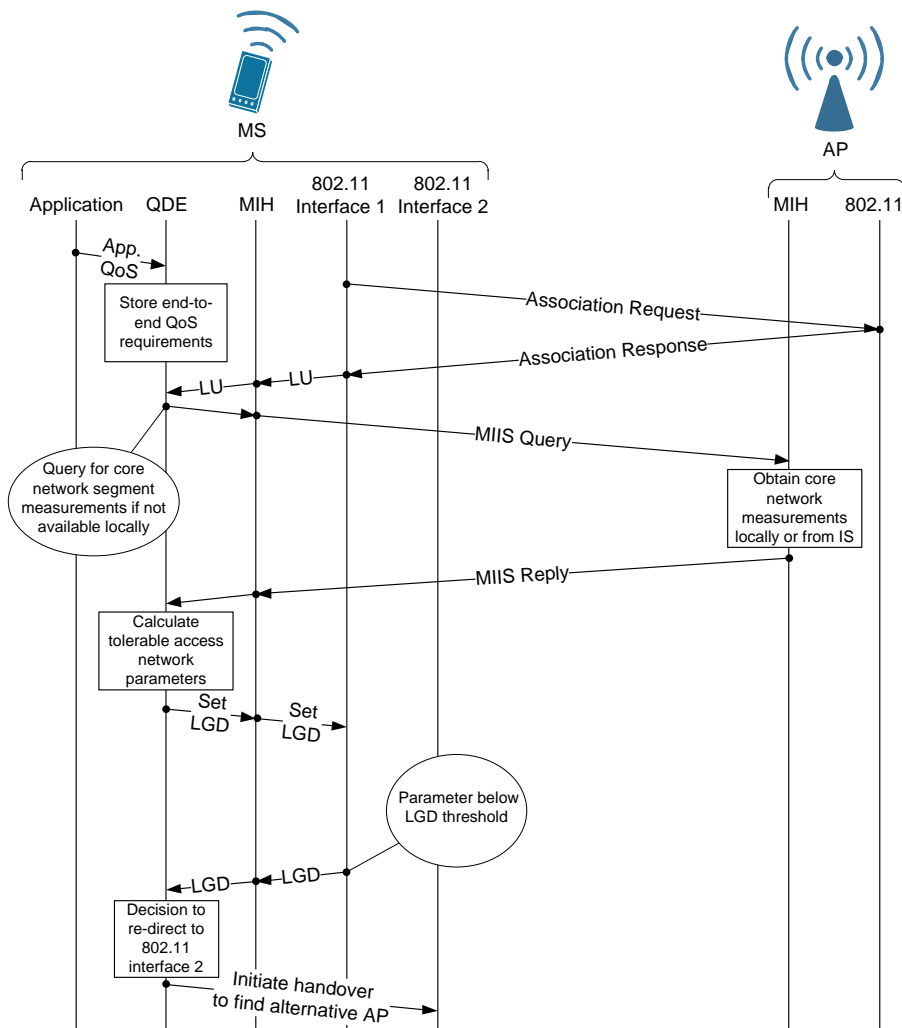 MS
AP
Application
QDE
MIH
802.11
Interface 1
802.11
Interface 2
MIH
802.11
App.
QoS
Store end-to-
end QoS
requirements
Association Request
Association Response
LU
LU
MIIS Query
Query for core
network segment
measurements if not
available locally
Obtain core
network
measurements
locally or from IS
MIIS Reply
Calculate
tolerable access
network
parameters
Set
LGD
Set
LGD
Parameter below
LGD threshold
LGD
LGD
Decision to
re-direct to
802.11
interface 2
Initiate handover
to find alternative AP